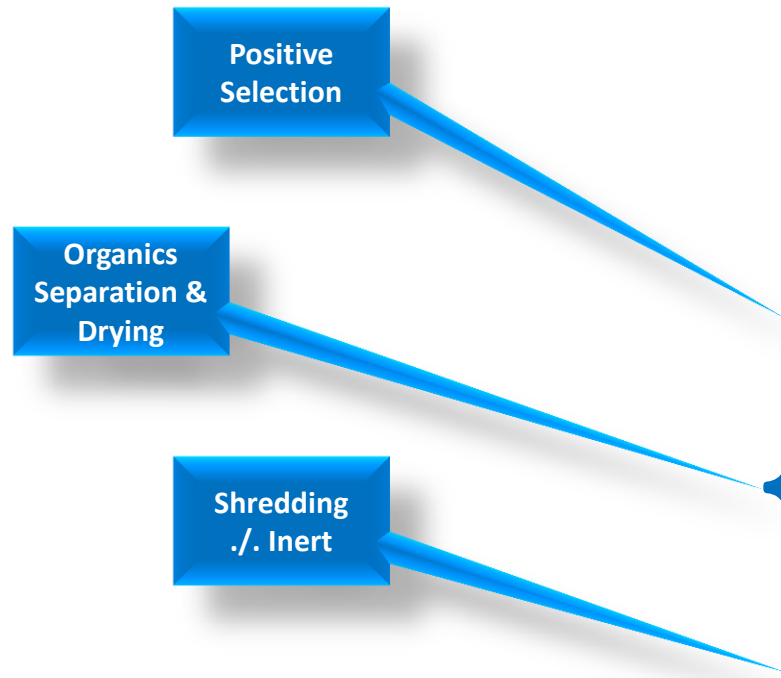 Positive
Selection
Organics
Separation &
Drying
Shredding
./. Inert